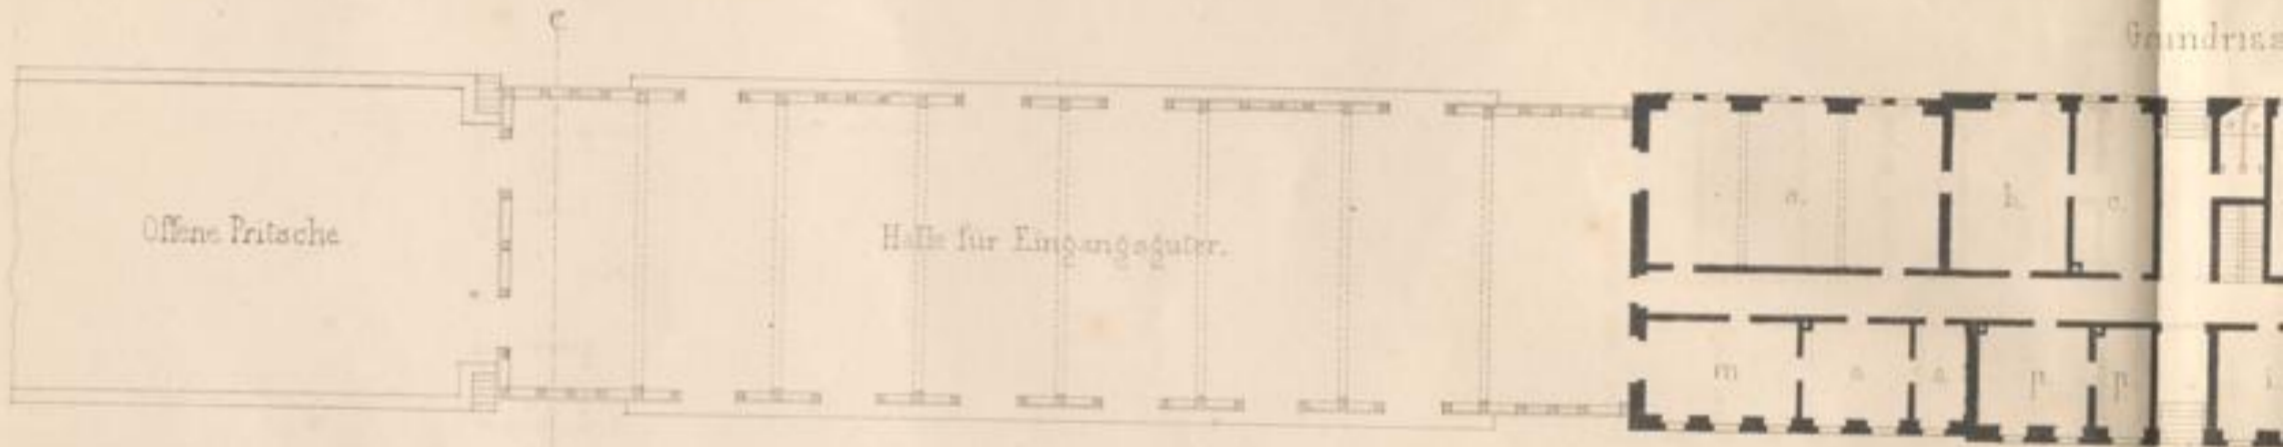 c
Grundriss
Offene Pritsche
Halle für Eingangsgüter.
a. b. c.
m p. p. i.